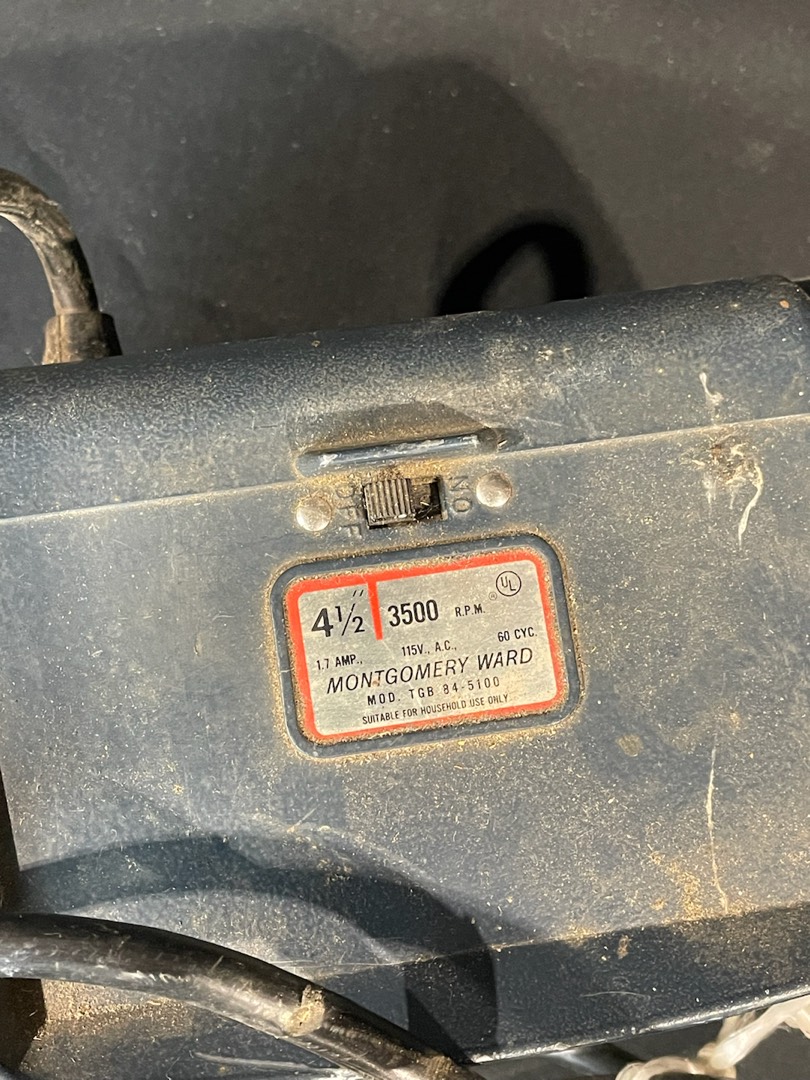 OFF
ON
4½" 3500 R.P.M. ® UL
1.7 AMP., 115V., A.C., 60 CYC.
MONTGOMERY WARD
MOD. TGB 84-5100
SUITABLE FOR HOUSEHOLD USE ONLY